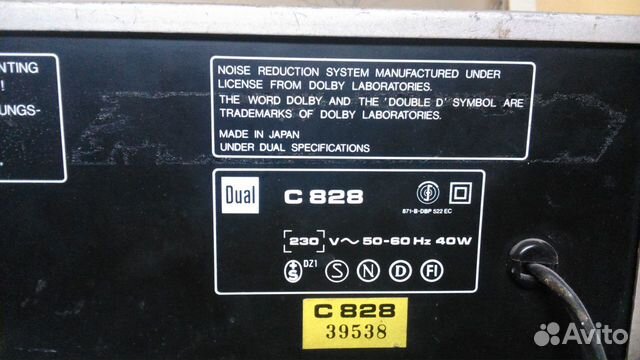 NTING
!
UNGS-
NOISE REDUCTION SYSTEM MANUFACTURED UNDER
LICENSE FROM DOLBY LABORATORIES.
THE WORD DOLBY AND THE 'DOUBLE D' SYMBOL ARE
TRADEMARKS OF DOLBY LABORATORIES.
MADE IN JAPAN
UNDER DUAL SPECIFICATIONS
Dual C 828
871-B-DBP 522 EC
230 V~ 50-60 Hz 40W
S DZ1 S N D FI
C 828
39538
Avito